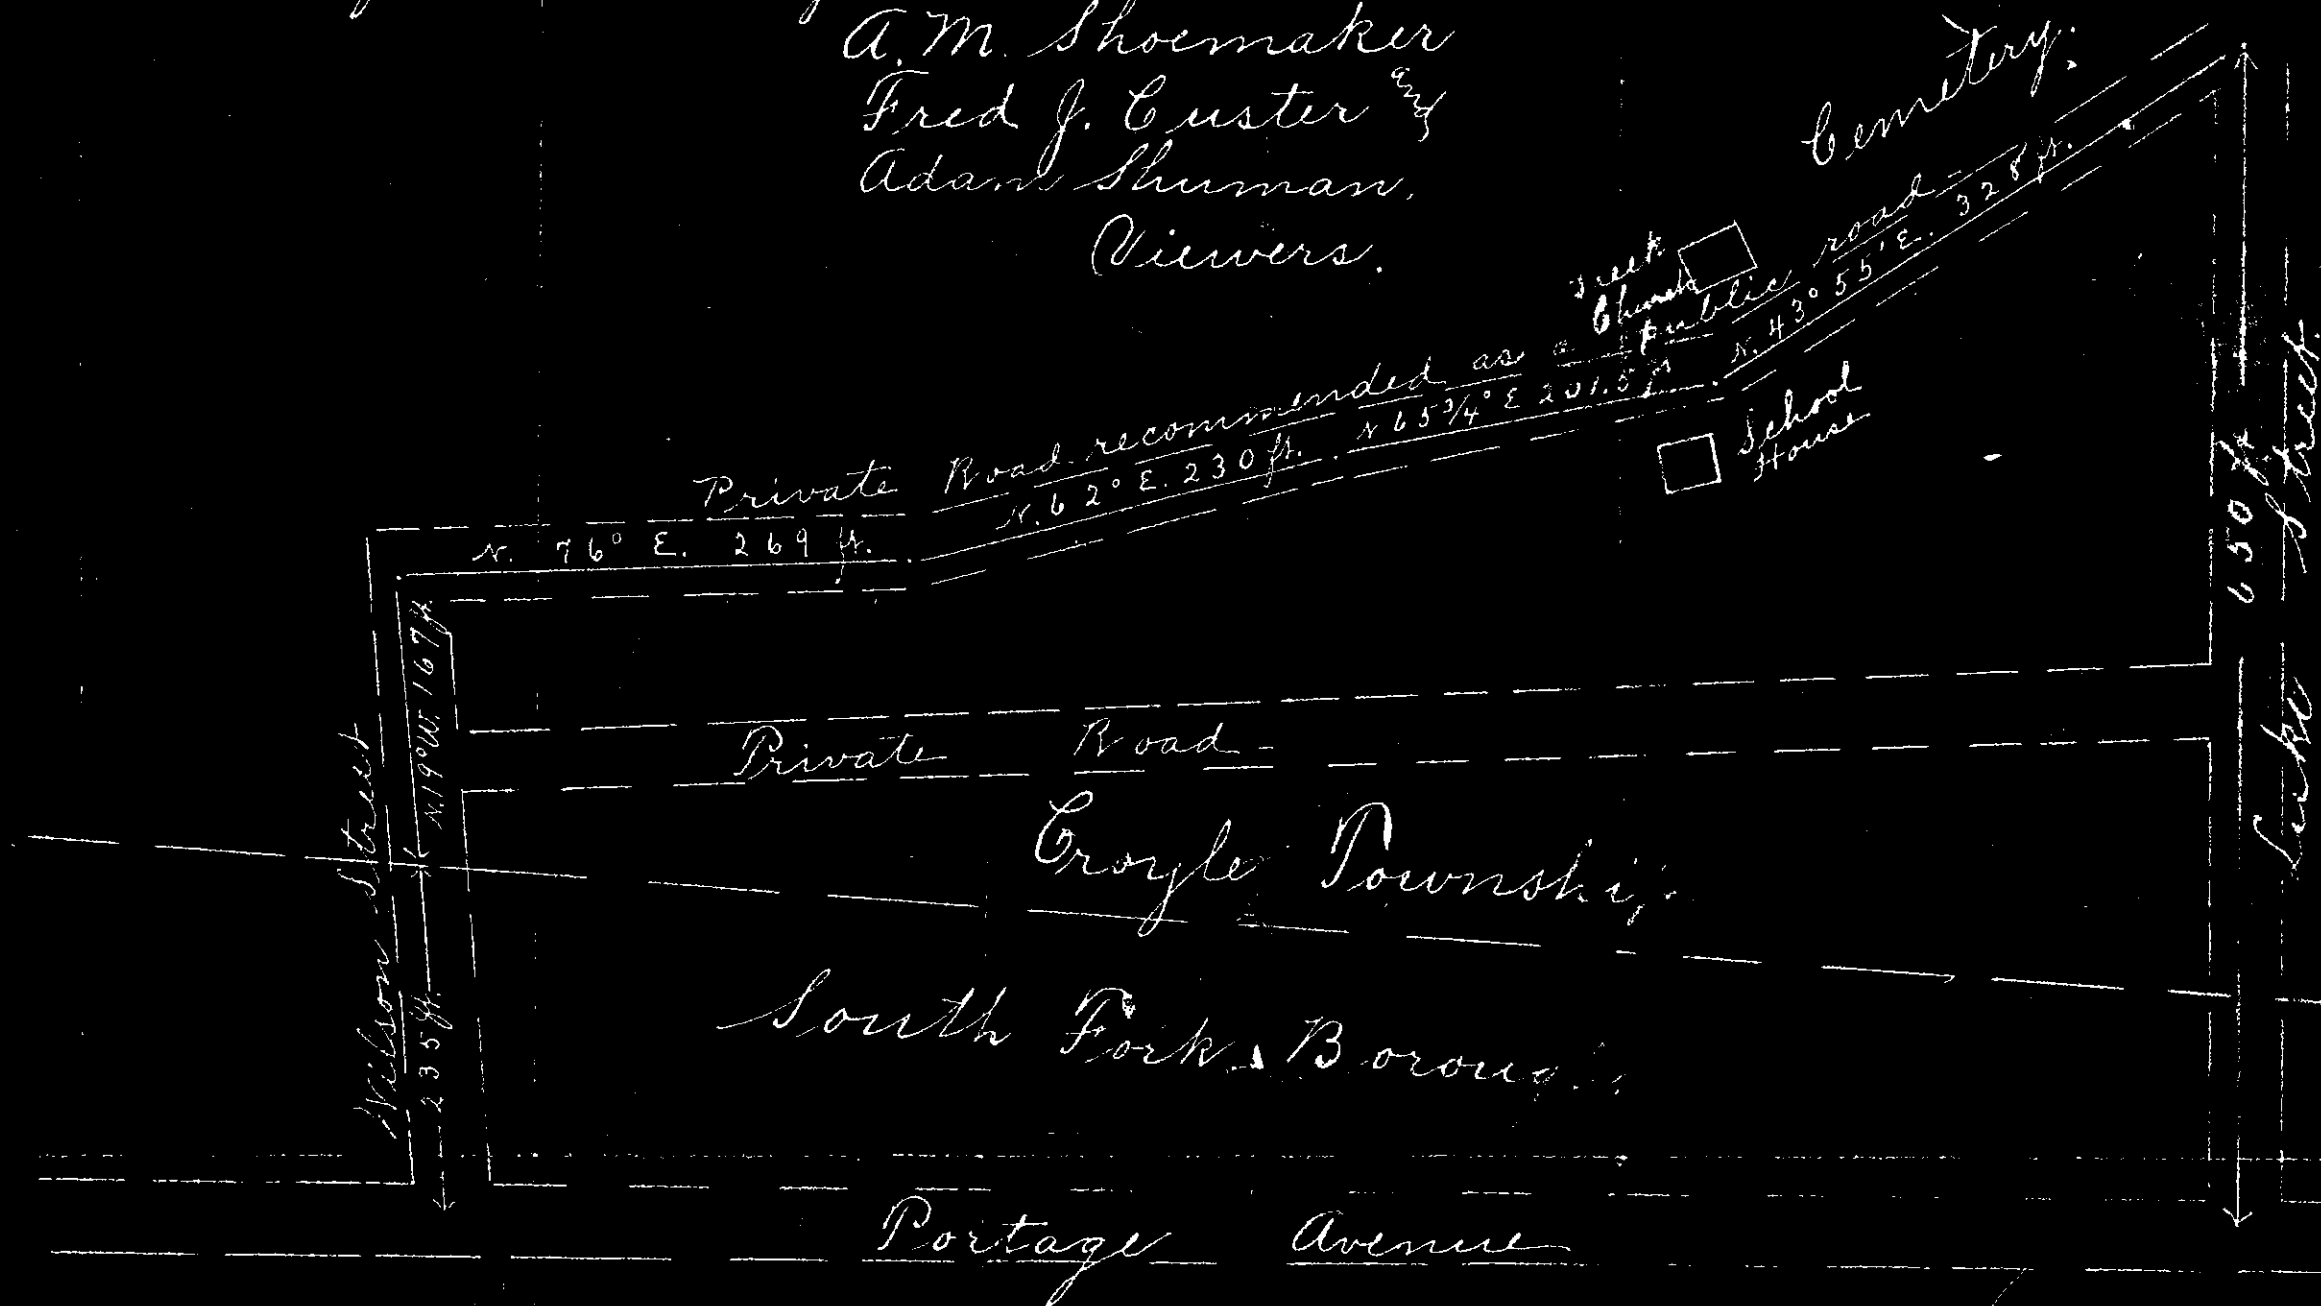 A. M. Shoemaker
Fred J. Custer
Adam Shuman,
Viewers.
Cemetery.
Church
School
House
Private Road recommended as a public road
N. 76° E. 269 ft.
N. 62° E. 230 ft.
N 65 3/4° E 201.5 ft
N. 43° 55' E. 328 ft.
N. 19° W. 167 ft.
Wilson Street
235 ft.
650 ft
Street.
Private Road
Croyle Township
South Fork Borough
Portage Avenue